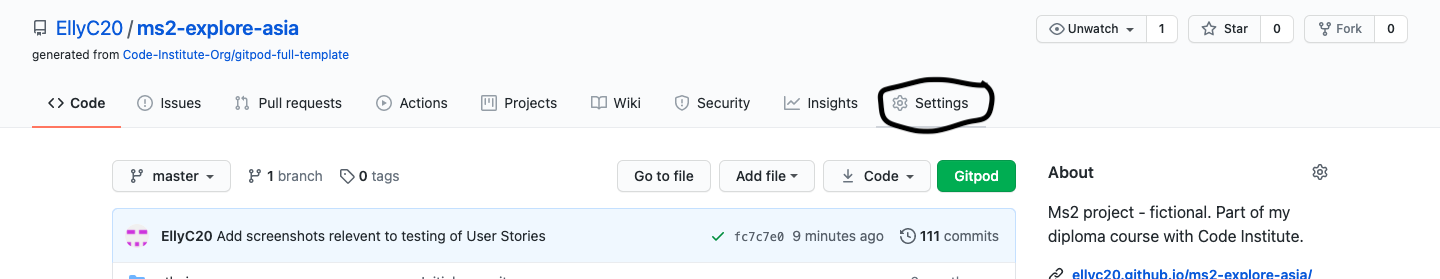 EllyC20 / ms2-explore-asia
Unwatch 1 Star 0 Fork 0
generated from Code-Institute-Org/gitpod-full-template
Code Issues Pull requests Actions Projects Wiki Security Insights Settings
master 1 branch 0 tags Go to file Add file Code Gitpod
About
Ms2 project - fictional. Part of my
diploma course with Code Institute.
EllyC20 Add screenshots relevent to testing of User Stories fc7c7e0 9 minutes ago 111 commits
ellyc20.github.io/ms2-explore-asia/